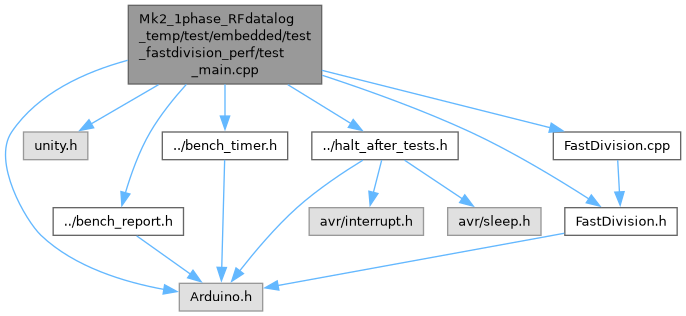 Mk2_1phase_RFdatalog
_temp/test/embedded/test
_fastdivision_perf/test
_main.cpp
unity.h
../bench_timer.h
../halt_after_tests.h
FastDivision.cpp
../bench_report.h
avr/interrupt.h
avr/sleep.h
FastDivision.h
Arduino.h